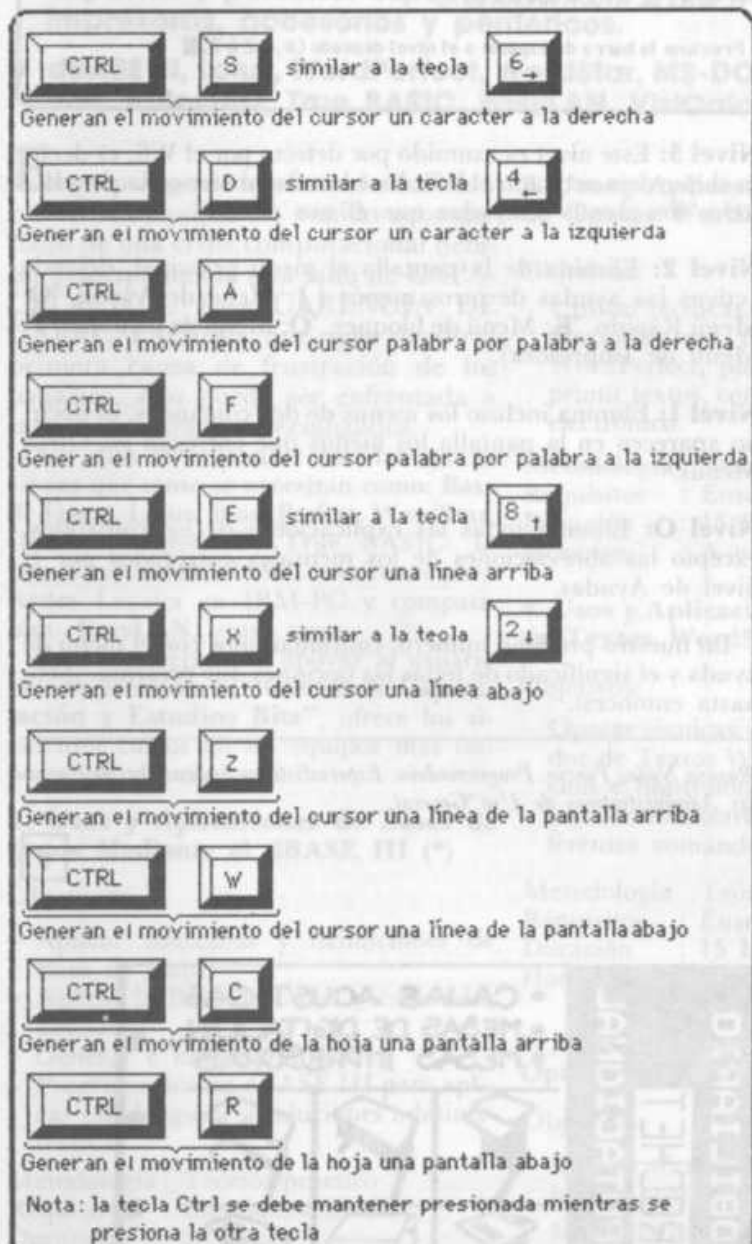 CTRL S similar a la tecla 6→
Generan el movimiento del cursor un caracter a la derecha
CTRL D similar a la tecla 4←
Generan el movimiento del cursor un caracter a la izquierda
CTRL A
Generan el movimiento del cursor palabra por palabra a la derecha
CTRL F
Generan el movimiento del cursor palabra por palabra a la izquierda
CTRL E similar a la tecla 8↑
Generan el movimiento del cursor una línea arriba
CTRL X similar a la tecla 2↓
Generan el movimiento del cursor una línea abajo
CTRL Z
Generan el movimiento del cursor una línea de la pantalla arriba
CTRL W
Generan el movimiento del cursor una línea de la pantalla abajo
CTRL C
Generan el movimiento de la hoja una pantalla arriba
CTRL R
Generan el movimiento de la hoja una pantalla abajo
Nota: la tecla Ctrl se debe mantener presionada mientras se
presiona la otra tecla